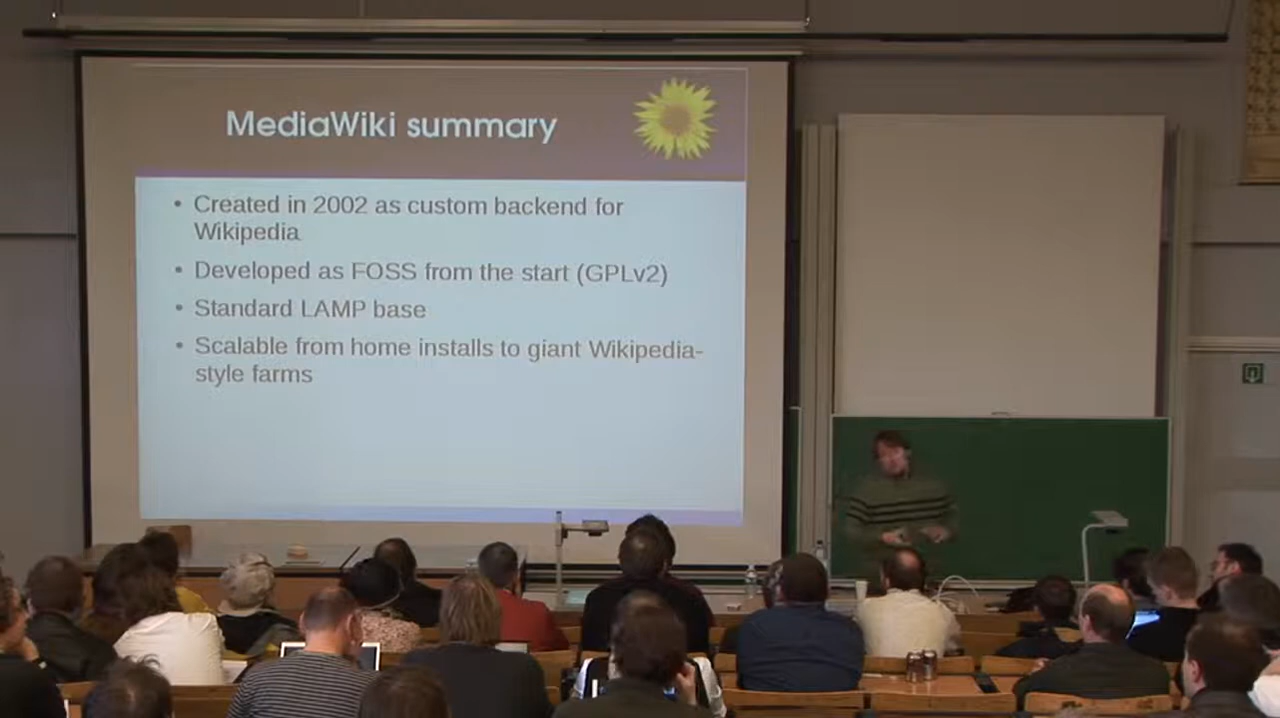 MediaWiki summary
• Created in 2002 as custom backend for
Wikipedia
• Developed as FOSS from the start (GPLv2)
• Standard LAMP base
• Scalable from home installs to giant Wikipedia-
style farms